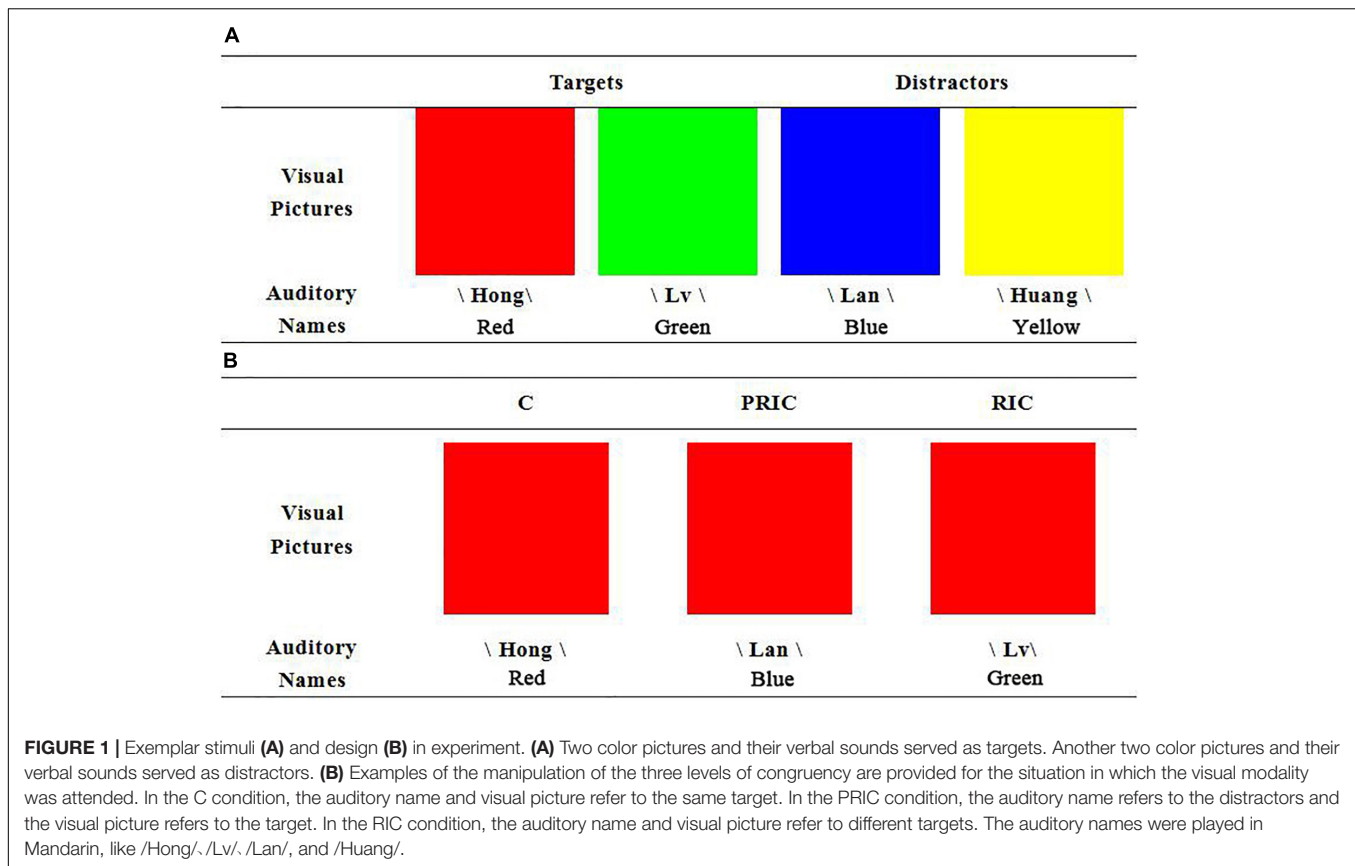 A
Targets Distractors
Visual
Pictures
Auditory \ Hong\ \ Lv \ \ Lan \ \ Huang \
Names Red Green Blue Yellow
B
C PRIC RIC
Visual
Pictures
Auditory \ Hong \ \ Lan \ \ Lv\
Names Red Blue Green
FIGURE 1 | Exemplar stimuli (A) and design (B) in experiment. (A) Two color pictures and their verbal sounds served as targets. Another two color pictures and their
verbal sounds served as distractors. (B) Examples of the manipulation of the three levels of congruency are provided for the situation in which the visual modality
was attended. In the C condition, the auditory name and visual picture refer to the same target. In the PRIC condition, the auditory name refers to the distractors and
the visual picture refers to the target. In the RIC condition, the auditory name and visual picture refer to different targets. The auditory names were played in
Mandarin, like /Hong/、/Lv/、/Lan/, and /Huang/.